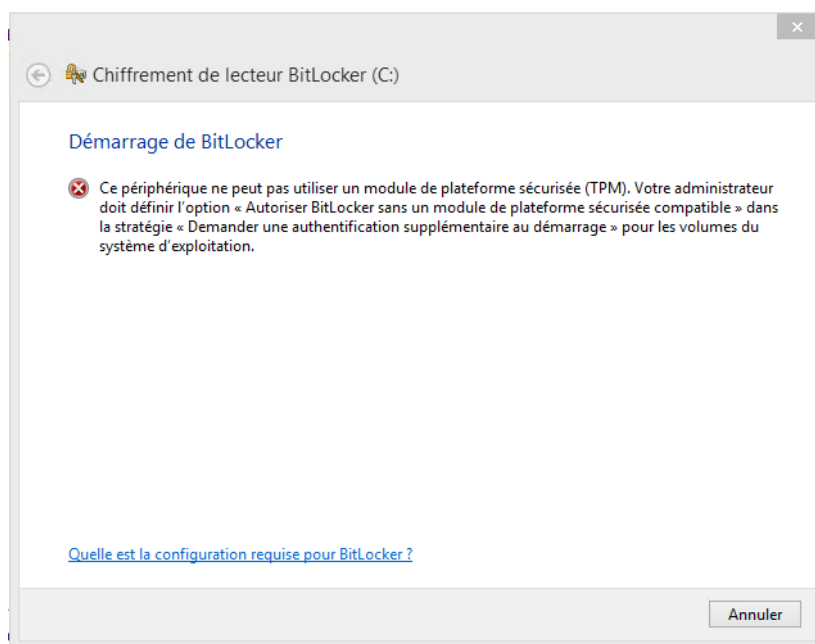 Chiffrement de lecteur BitLocker (C:)
Démarrage de BitLocker
Ce périphérique ne peut pas utiliser un module de plateforme sécurisée (TPM). Votre administrateur
doit définir l'option « Autoriser BitLocker sans un module de plateforme sécurisée compatible » dans
la stratégie « Demander une authentification supplémentaire au démarrage » pour les volumes du
système d'exploitation.
Quelle est la configuration requise pour BitLocker ?
Annuler